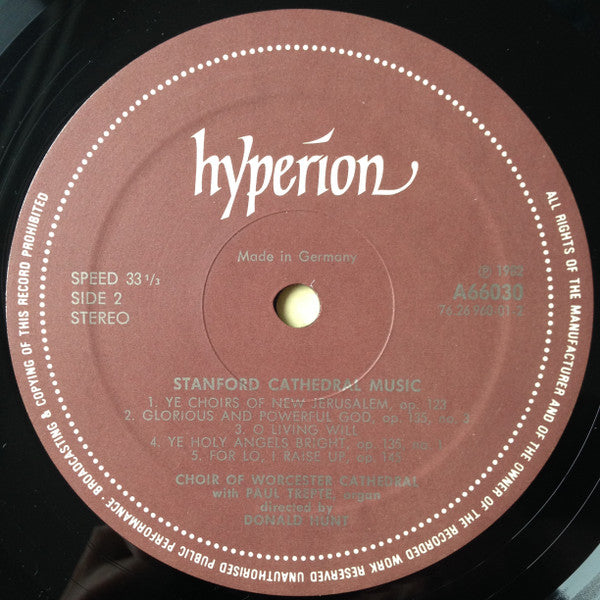 hyperion
Made in Germany
SPEED 33 1/3
SIDE 2
STEREO
℗ 1982
A66030
76.26960-01-2
STANFORD CATHEDRAL MUSIC
1. YE CHOIRS OF NEW JERUSALEM, op. 123
2. GLORIOUS AND POWERFUL GOD, op. 135, no. 3
3. O LIVING WILL
4. YE HOLY ANGELS BRIGHT, op. 135, no. 1
5. FOR LO, I RAISE UP, op. 145
CHOIR OF WORCESTER CATHEDRAL
with PAUL TREPTE, organ
directed by
DONALD HUNT
ALL RIGHTS OF THE MANUFACTURER AND OF THE OWNER OF THE RECORDED WORK RESERVED UNAUTHORISED PUBLIC PERFORMANCE · BROADCASTING & COPYING OF THIS RECORD PROHIBITED